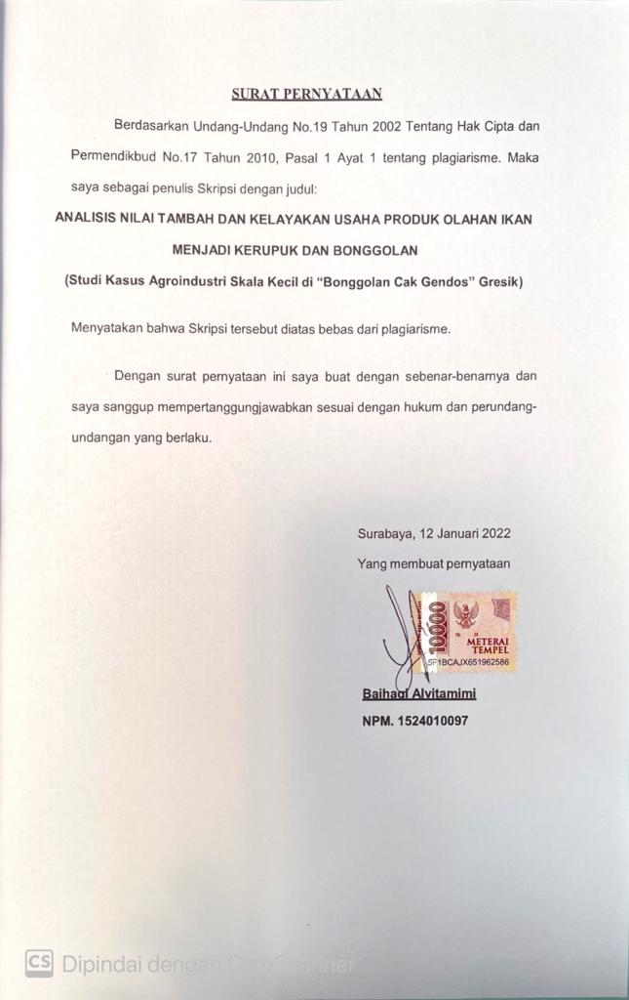 SURAT PERNYATAAN
Berdasarkan Undang-Undang No.19 Tahun 2002 Tentang Hak Cipta dan
Permendikbud No.17 Tahun 2010, Pasal 1 Ayat 1 tentang plagiarisme. Maka
saya sebagai penulis Skripsi dengan judul:
ANALISIS NILAI TAMBAH DAN KELAYAKAN USAHA PRODUK OLAHAN IKAN
MENJADI KERUPUK DAN BONGGOLAN
(Studi Kasus Agroindustri Skala Kecil di “Bonggolan Cak Gendos” Gresik)
Menyatakan bahwa Skripsi tersebut diatas bebas dari plagiarisme.
Dengan surat pernyataan ini saya buat dengan sebenar-benarnya dan
saya sanggup mempertanggungjawabkan sesuai dengan hukum dan perundang-
undangan yang berlaku.
Surabaya, 12 Januari 2022
Yang membuat pernyataan
10000
METERAI
TEMPEL
5F1BCAJX651962586
Baihaqi Alvitamimi
NPM. 1524010097
CS Dipindai dengan CamScanner